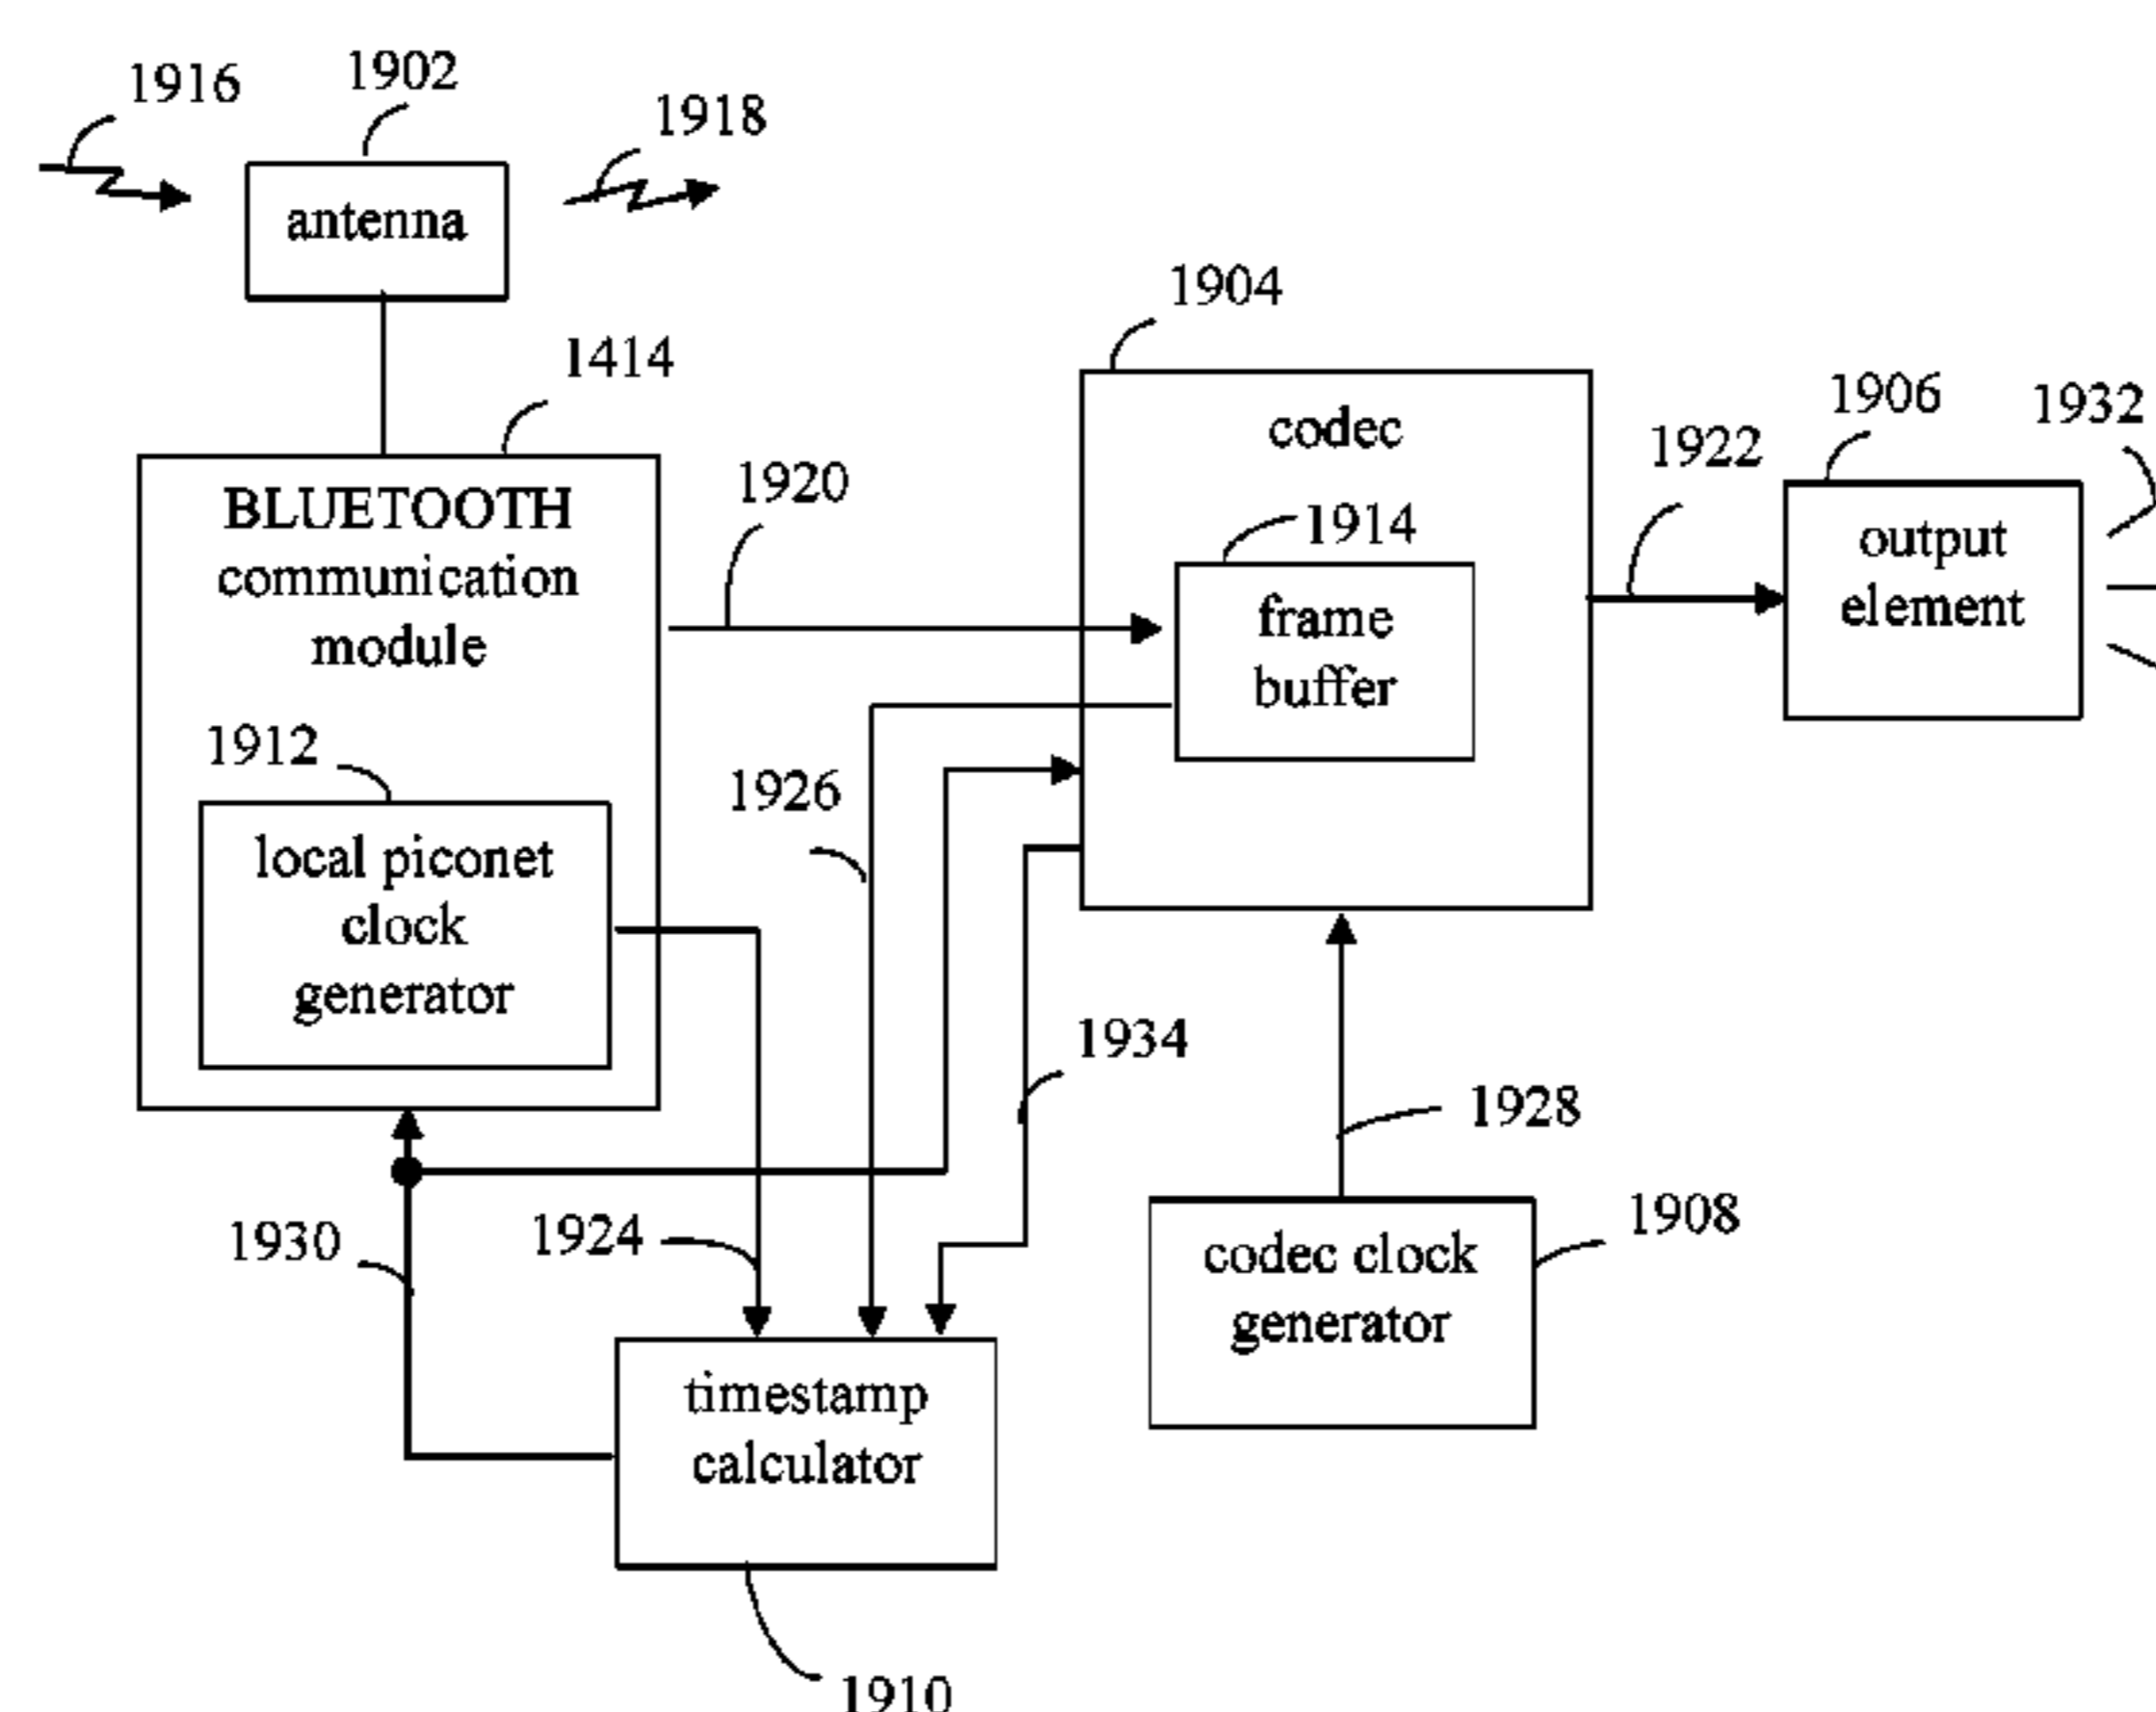 1916
1902
1918
antenna
1414
1904
1906
1932
1922
codec
1920
BLUETOOTH
communication
module
1914
frame
buffer
output
element
1912
1926
local piconet
clock
generator
1934
1928
1930
1924
1908
codec clock
generator
timestamp
calculator
1910